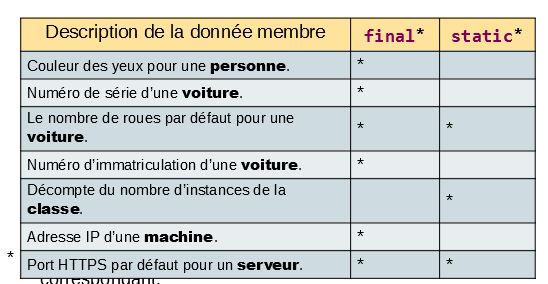 Description de la donnée membre final* static*
Couleur des yeux pour une personne. *
Numéro de série d'une voiture. *
Le nombre de roues par défaut pour une
voiture. * *
Numéro d'immatriculation d'une voiture. *
Décompte du nombre d'instances de la
classe. *
Adresse IP d'une machine. *
* Port HTTPS par défaut pour un serveur. * *
correspondant.